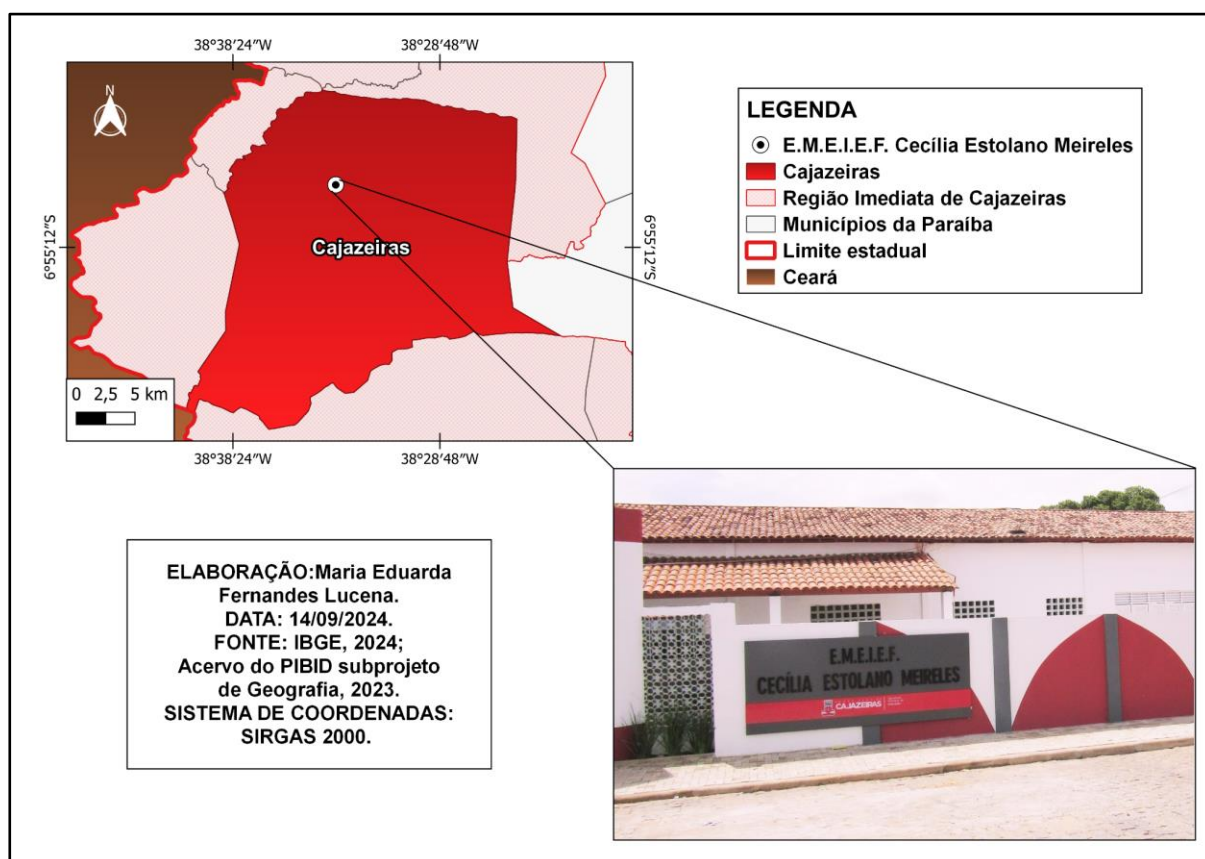 38°38'24"W
38°28'48"W
N
6°55'12"S
6°55'12"S
Cajazeiras
0 2,5 5 km
38°38'24"W
38°28'48"W
LEGENDA
E.M.E.I.E.F. Cecília Estolano Meireles
Cajazeiras
Região Imediata de Cajazeiras
Municípios da Paraíba
Limite estadual
Ceará
ELABORAÇÃO:Maria Eduarda
Fernandes Lucena.
DATA: 14/09/2024.
FONTE: IBGE, 2024;
Acervo do PIBID subprojeto
de Geografia, 2023.
SISTEMA DE COORDENADAS:
SIRGAS 2000.
E.M.E.I.E.F.
CECÍLIA ESTOLANO MEIRELES
CAJAZEIRAS